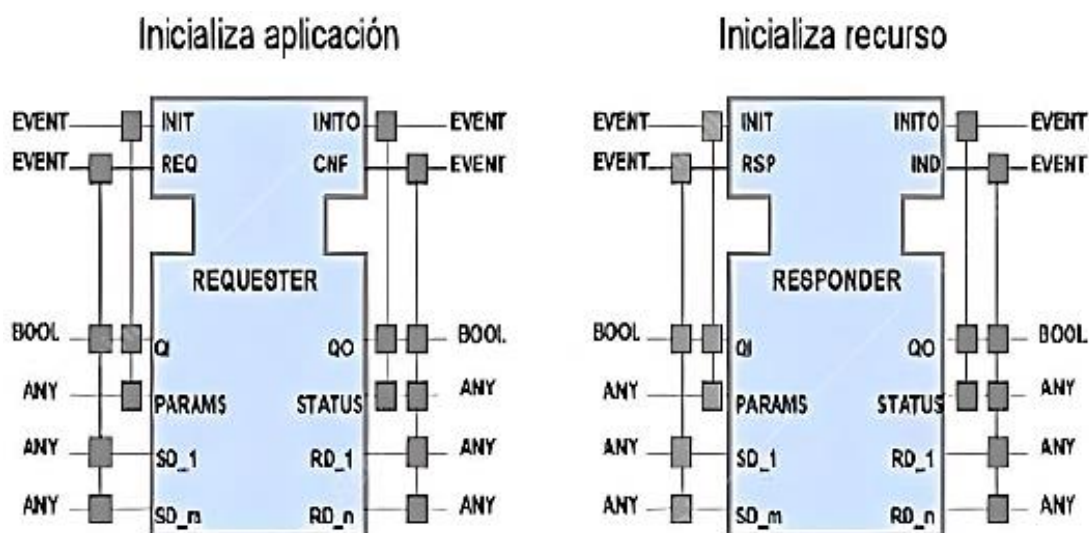 Inicializa aplicación
EVENT INIT INITO EVENT
EVENT REQ CNF EVENT
REQUESTER
BOOL QI QO BOOL
ANY PARAMS STATUS ANY
ANY SD_1 RD_1 ANY
ANY SD_m RD_n ANY
Inicializa recurso
EVENT INIT INITO EVENT
EVENT RSP IND EVENT
RESPONDER
BOOL QI QO BOOL
ANY PARAMS STATUS ANY
ANY SD_1 RD_1 ANY
ANY SD_m RD_n ANY